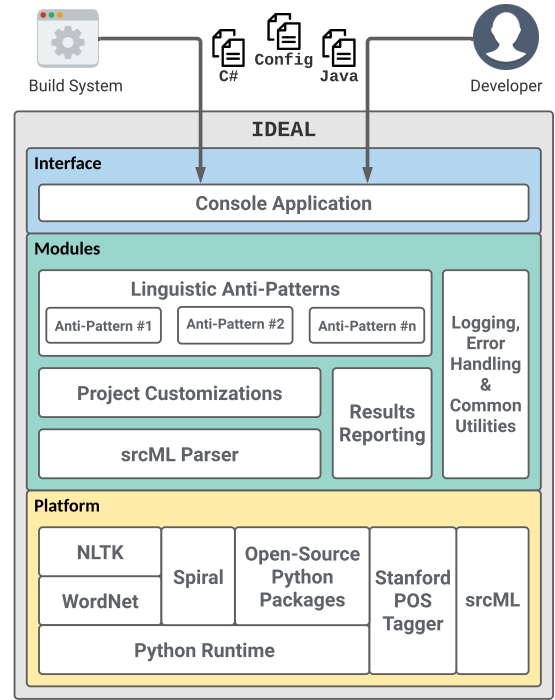 Build System
C#
Config
Java
Developer
IDEAL
Interface
Console Application
Modules
Linguistic Anti-Patterns
Anti-Pattern #1
Anti-Pattern #2
Anti-Pattern #n
Logging,
Error
Handling
&
Common
Utilities
Project Customizations
Results
Reporting
srcML Parser
Platform
NLTK
WordNet
Spiral
Open-Source
Python
Packages
Stanford
POS
Tagger
srcML
Python Runtime